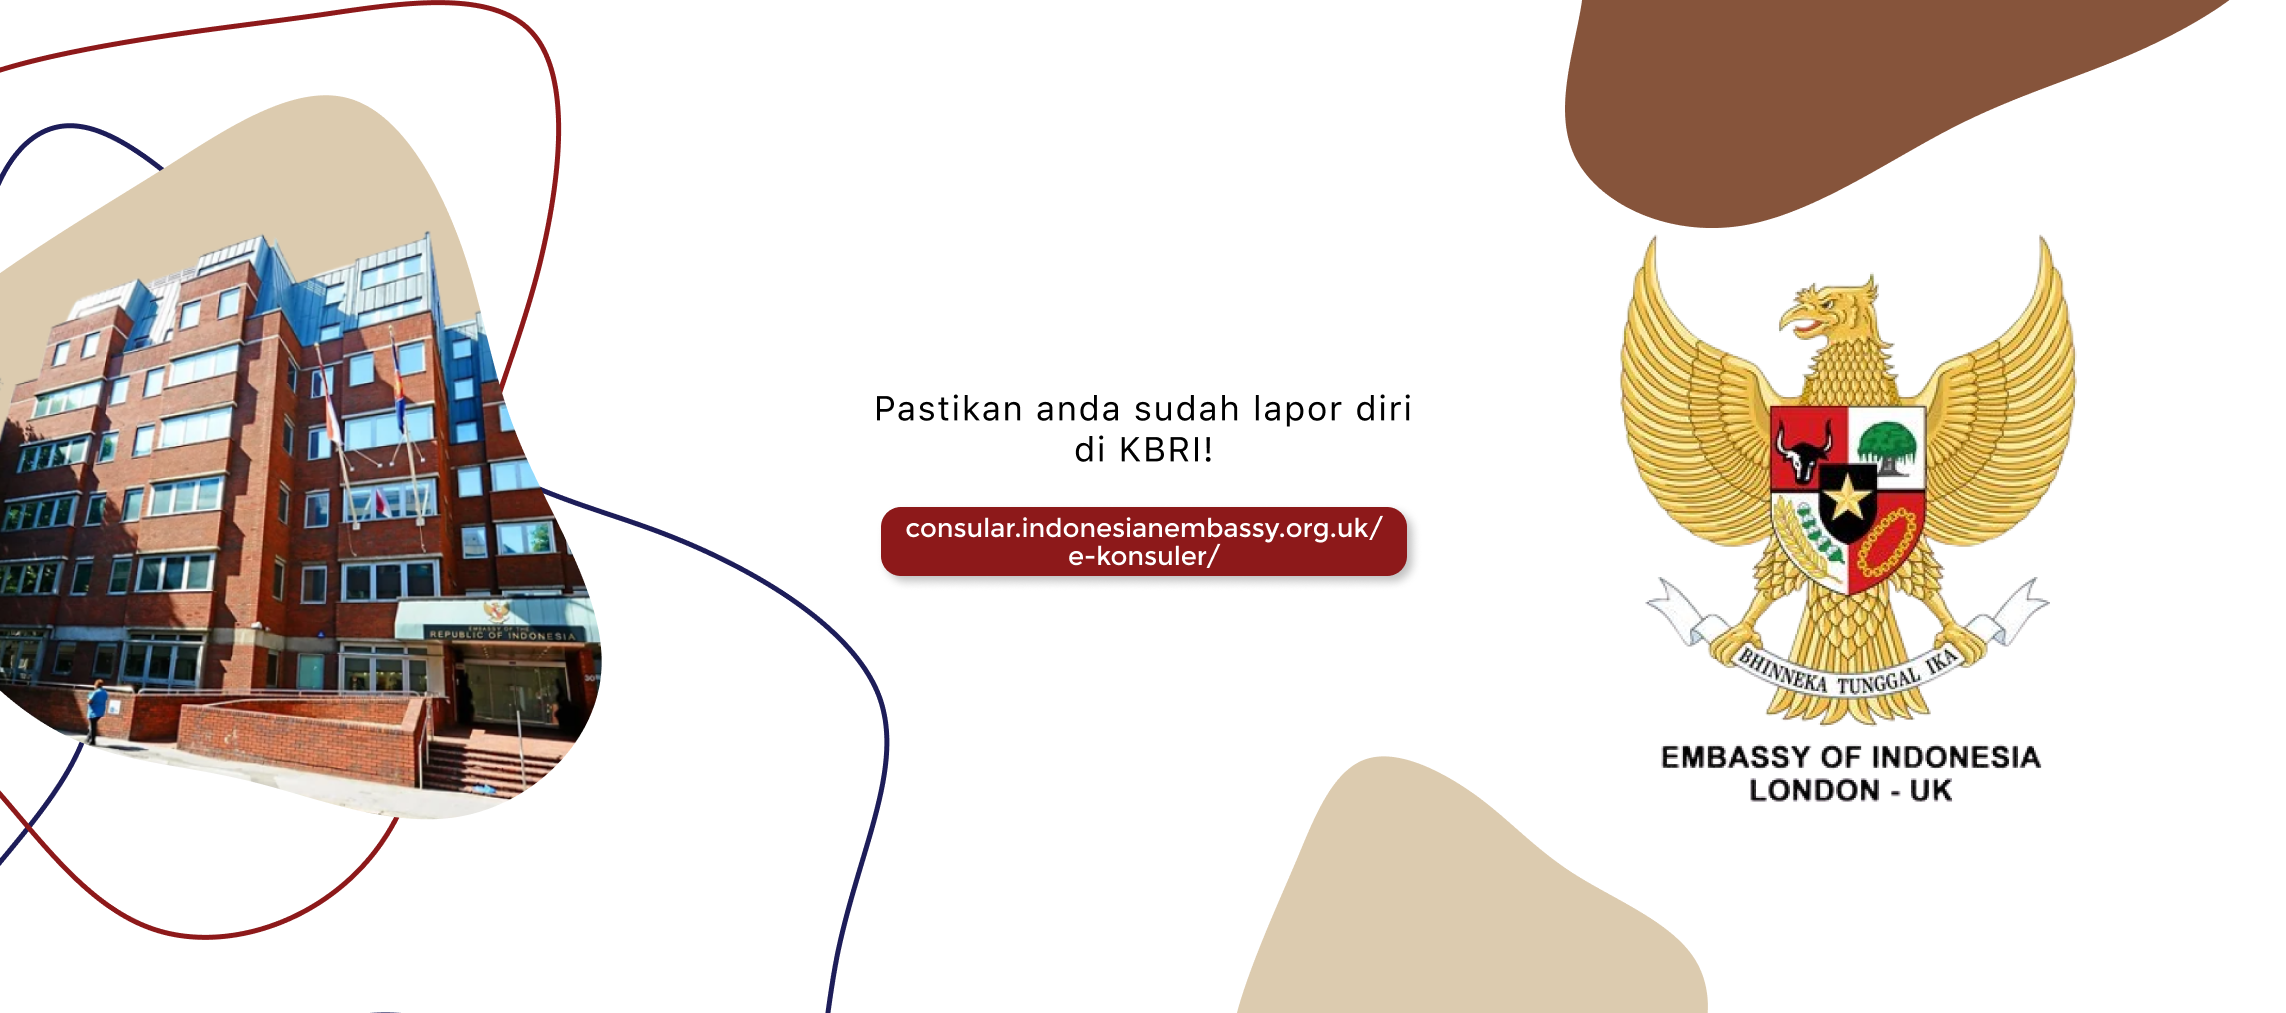 EMBASSY OF THE
REPUBLIC OF INDONESIA
Pastikan anda sudah lapor diri
di KBRI!
consular.indonesianembassy.org.uk/
e-konsuler/
BHINNEKA TUNGGAL IKA
EMBASSY OF INDONESIA
LONDON - UK